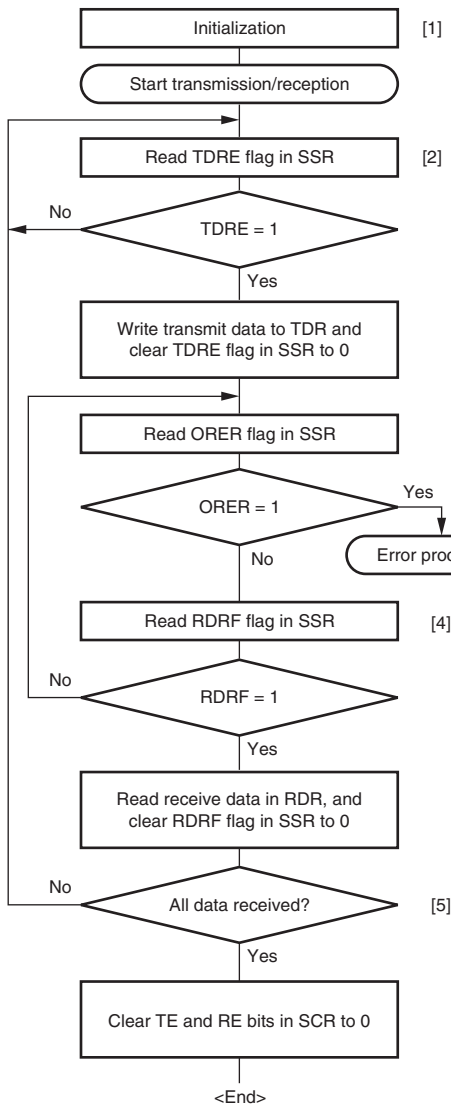 Initialization [1]
Start transmission/reception
Read TDRE flag in SSR [2]
No
TDRE = 1
Yes
Write transmit data to TDR and
clear TDRE flag in SSR to 0
Read ORER flag in SSR
Yes
ORER = 1
Error
No
Read RDRF flag in SSR [4]
No
RDRF = 1
Yes
Read receive data in RDR, and
clear RDRF flag in SSR to 0
No
All data received? [5]
Yes
Clear TE and RE bits in SCR to 0
<End>